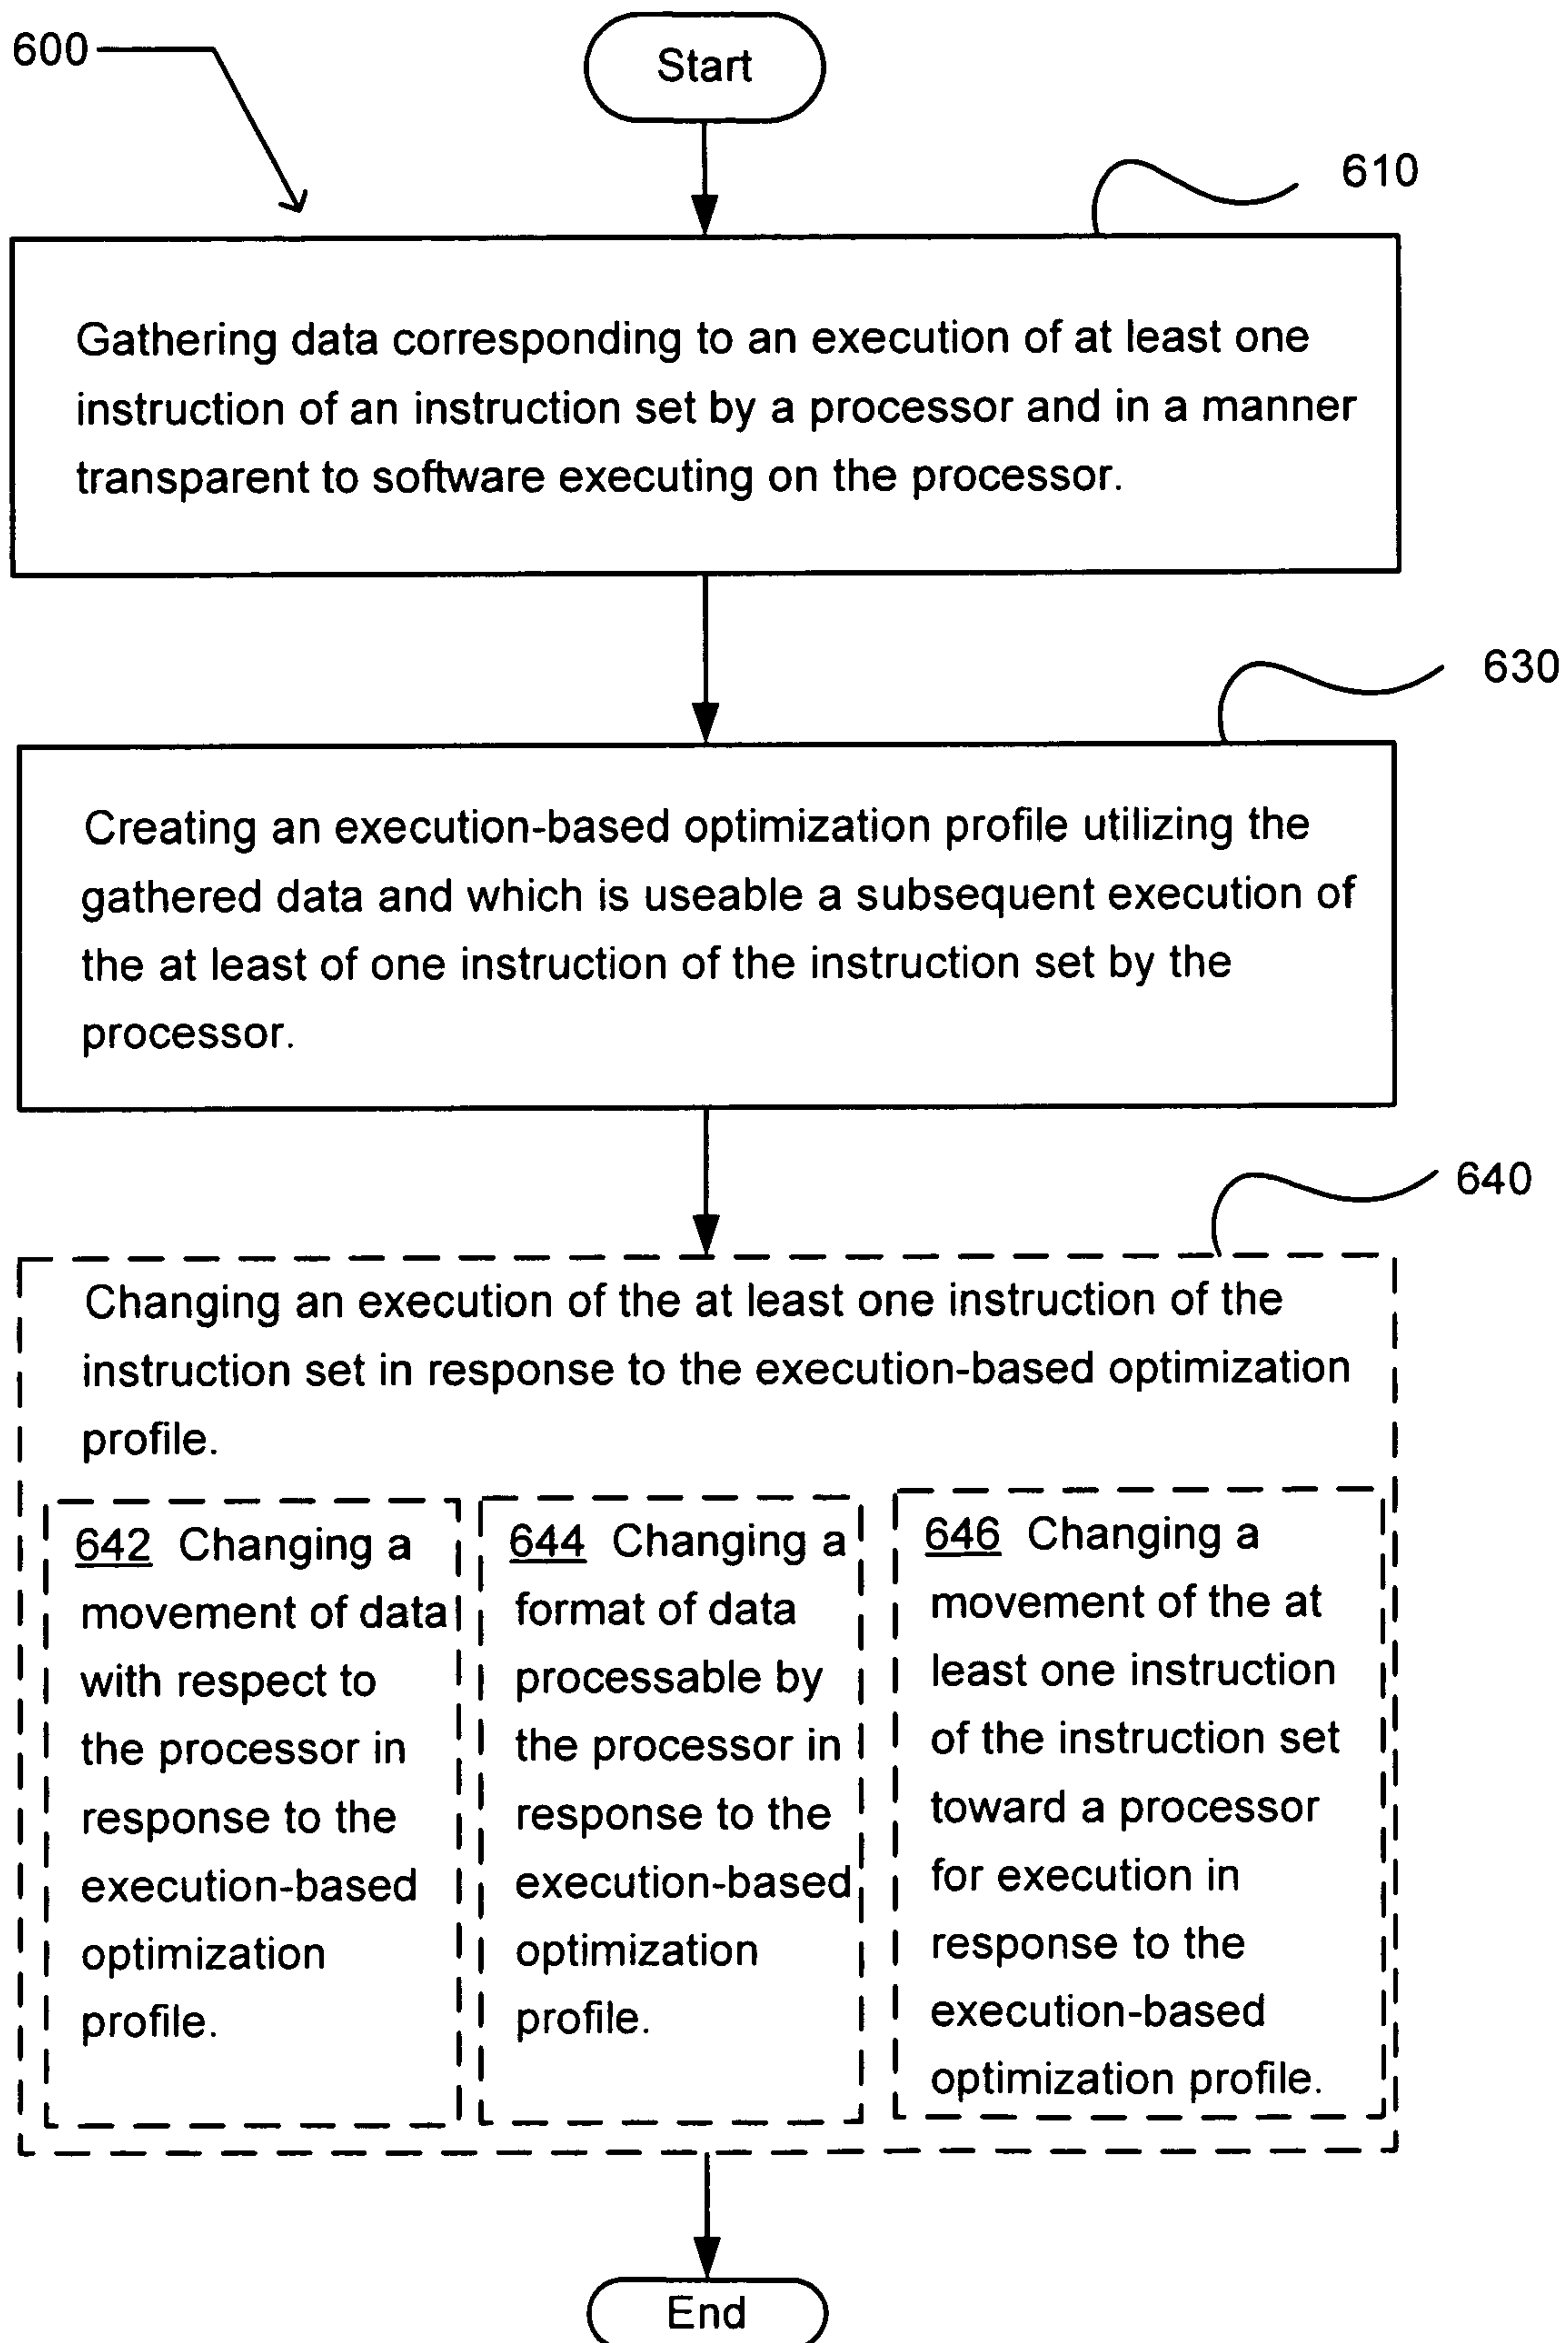 600
Start
610
Gathering data corresponding to an execution of at least one
instruction of an instruction set by a processor and in a manner
transparent to software executing on the processor.
630
Creating an execution-based optimization profile utilizing the
gathered data and which is useable a subsequent execution of
the at least of one instruction of the instruction set by the
processor.
640
Changing an execution of the at least one instruction of the
instruction set in response to the execution-based optimization
profile.
642 Changing a
movement of data
with respect to
the processor in
response to the
execution-based
optimization
profile.
644 Changing a
format of data
processable by
the processor in
response to the
execution-based
optimization
profile.
646 Changing a
movement of the at
least one instruction
of the instruction set
toward a processor
for execution in
response to the
execution-based
optimization profile.
End